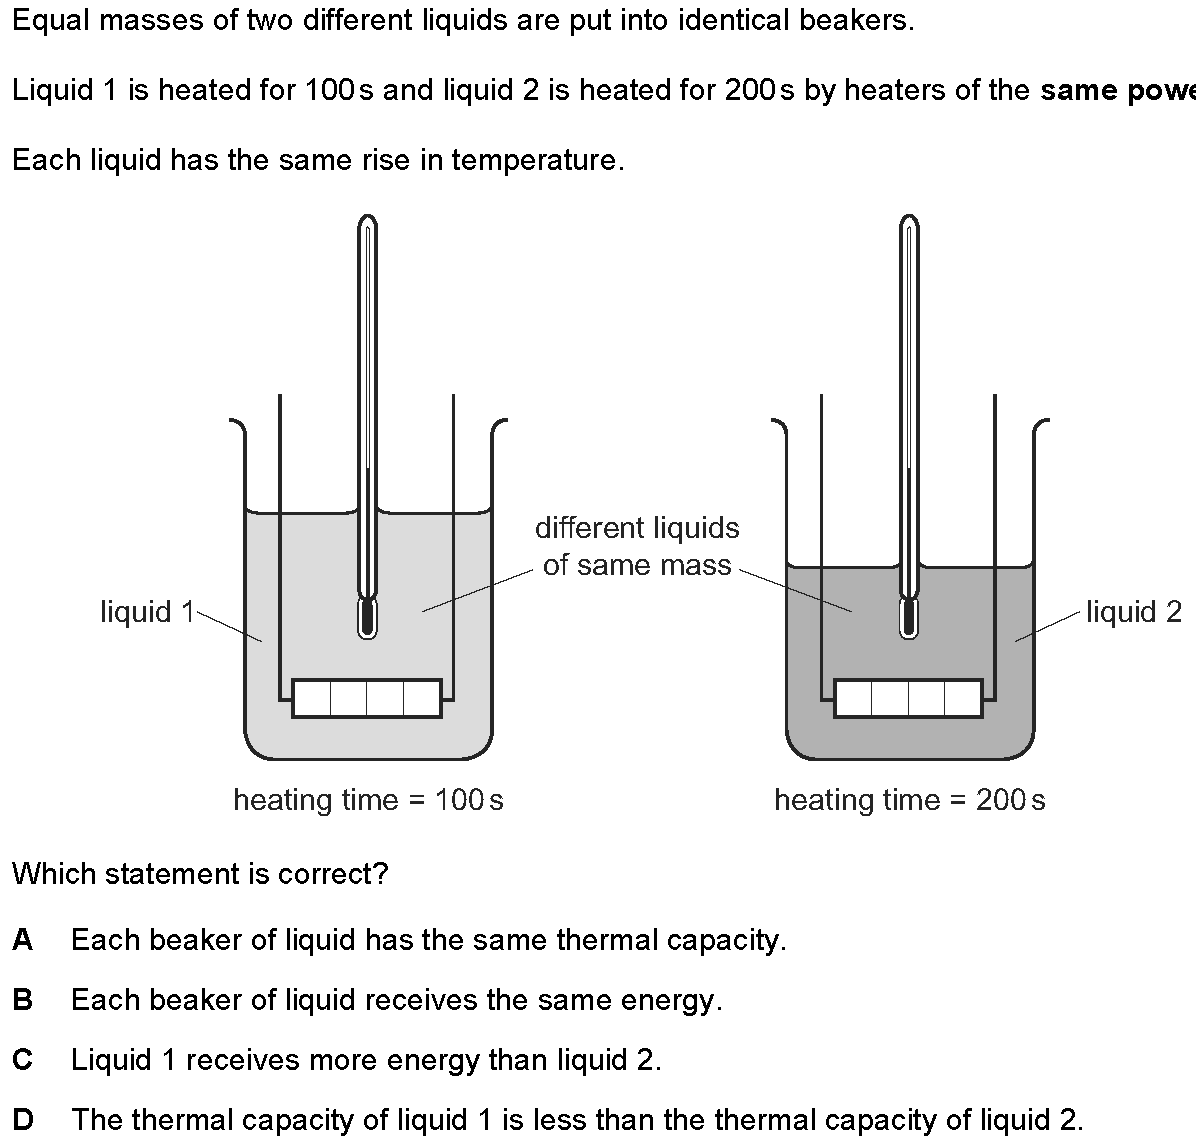 Equal masses of two different liquids are put into identical beakers.
Liquid 1 is heated for 100 s and liquid 2 is heated for 200 s by heaters of the same
Each liquid has the same rise in temperature.
different liquids
of same mass
liquid 1
liquid 2
heating time = 100 s
heating time = 200 s
Which statement is correct?
A Each beaker of liquid has the same thermal capacity.
B Each beaker of liquid receives the same energy.
C Liquid 1 receives more energy than liquid 2.
D The thermal capacity of liquid 1 is less than the thermal capacity of liquid 2.